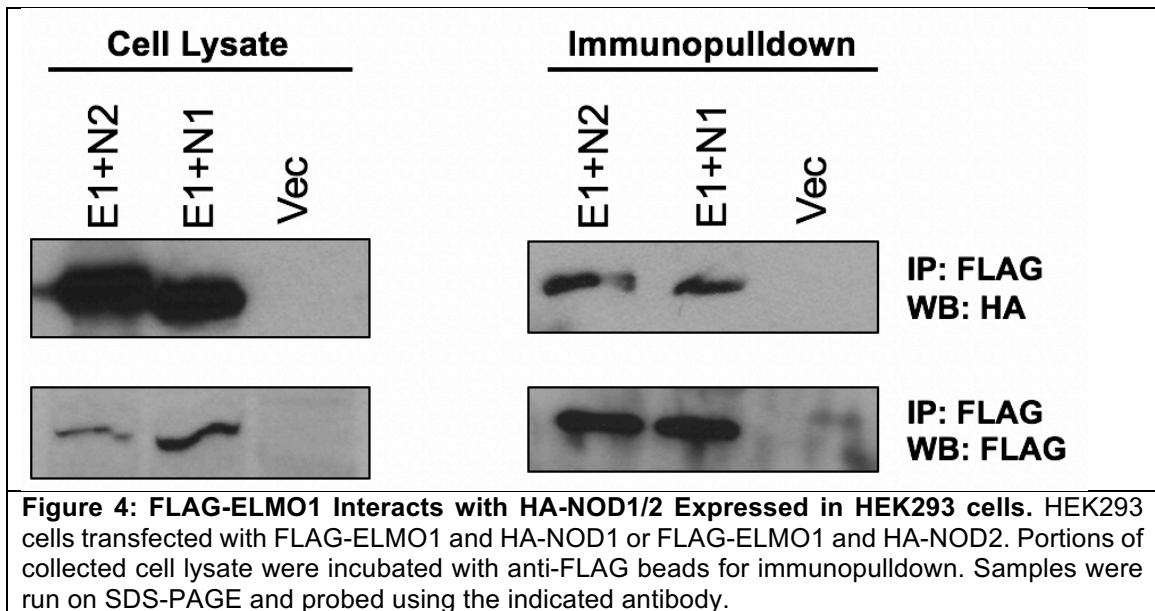 Cell Lysate
Immunopulldown
E1+N2
E1+N1
Vec
E1+N2
E1+N1
Vec
IP: FLAG
WB: HA
IP: FLAG
WB: FLAG
Figure 4: FLAG-ELMO1 Interacts with HA-NOD1/2 Expressed in HEK293 cells. HEK293
cells transfected with FLAG-ELMO1 and HA-NOD1 or FLAG-ELMO1 and HA-NOD2. Portions of
collected cell lysate were incubated with anti-FLAG beads for immunopulldown. Samples were
run on SDS-PAGE and probed using the indicated antibody.